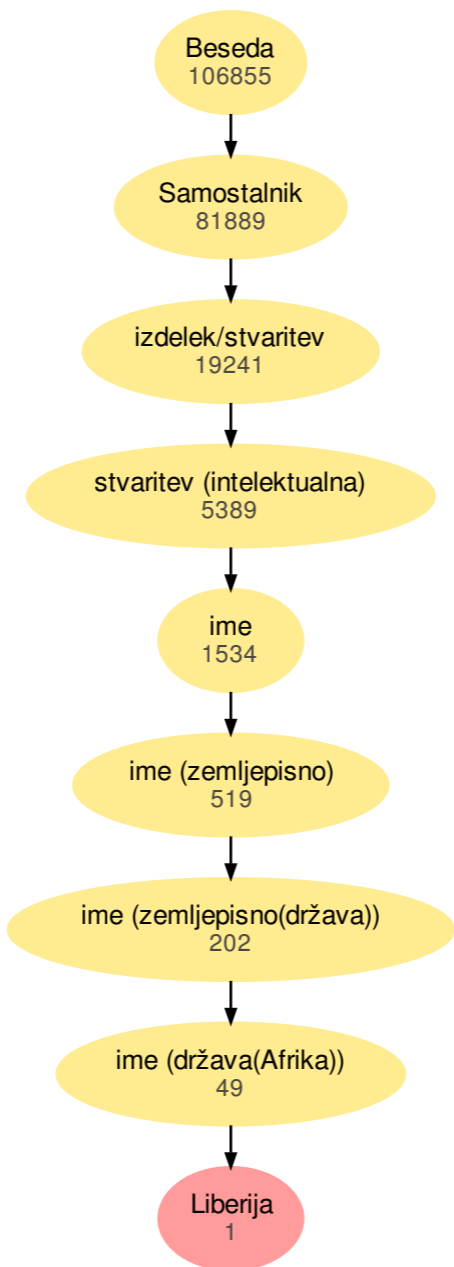 Beseda
106855
Samostalnik
81889
izdelek/stvaritev
19241
stvaritev (intelektualna)
5389
ime
1534
ime (zemljepisno)
519
ime (zemljepisno(država))
202
ime (država(Afrika))
49
Liberija
1